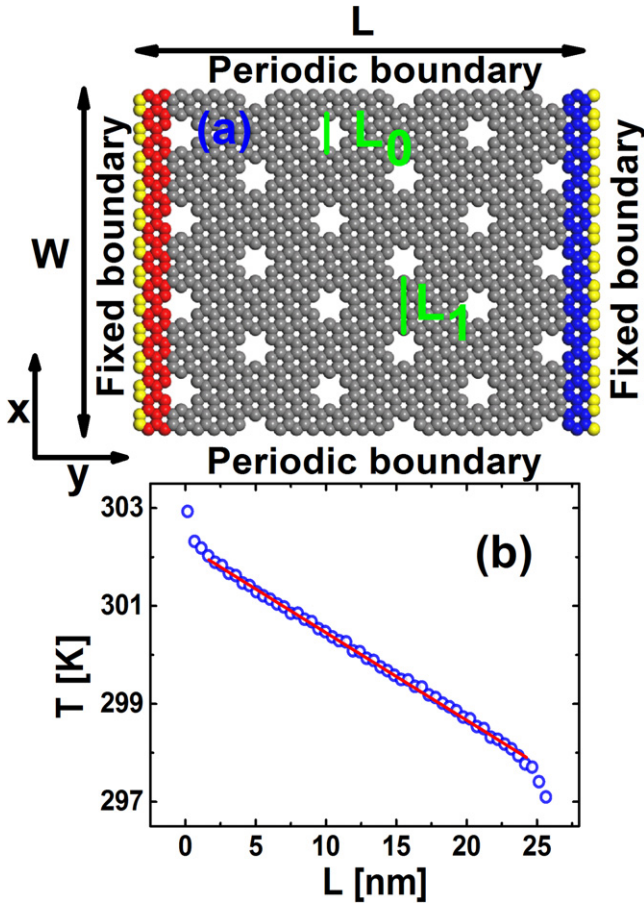 L
Periodic boundary
(a)
L0
W
Fixed boundary
Fixed boundary
L1
x
y
Periodic boundary
303
301
299
297
T [K]
(b)
0 5 10 15 20 25
L [nm]